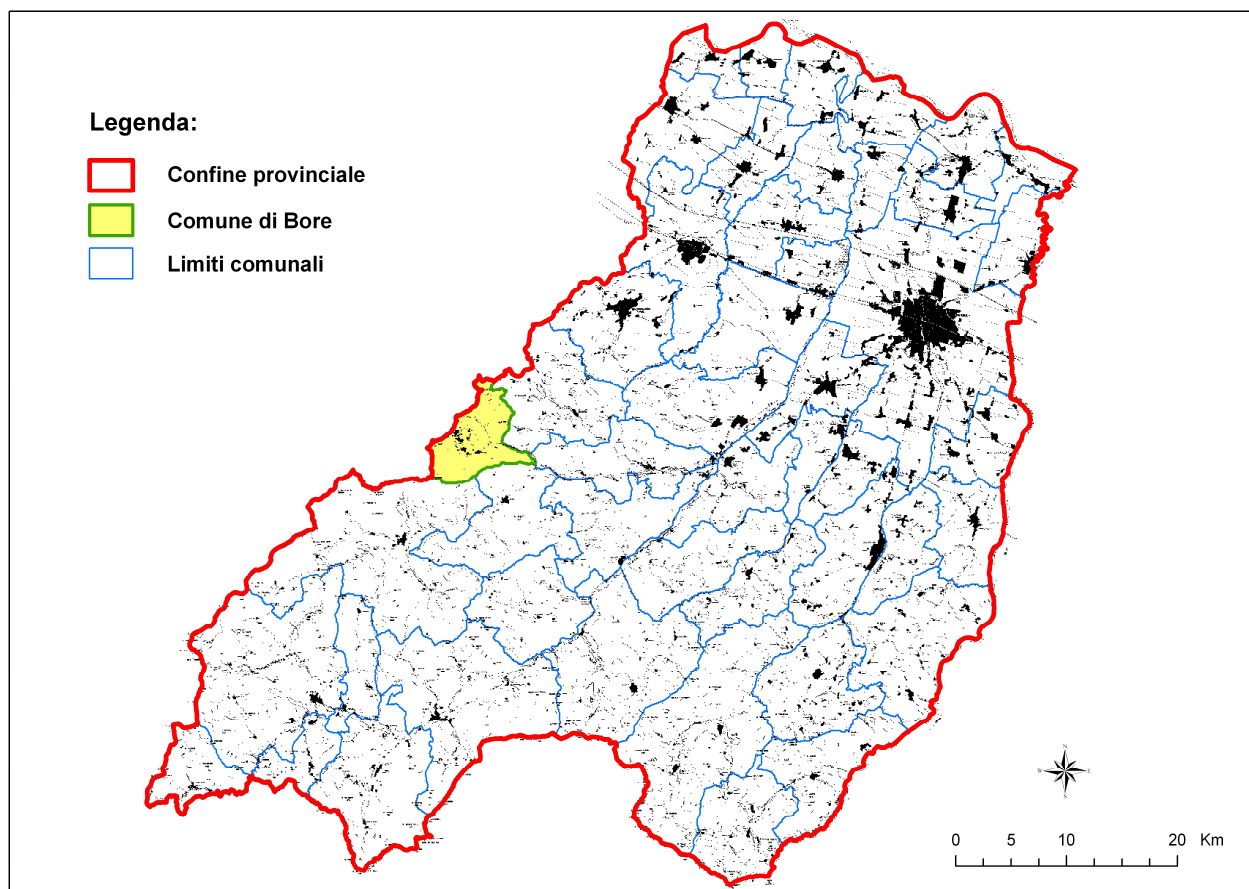 Legenda:
Confine provinciale
Comune di Bore
Limiti comunali
N
W E
S
0 5 10 20 Km